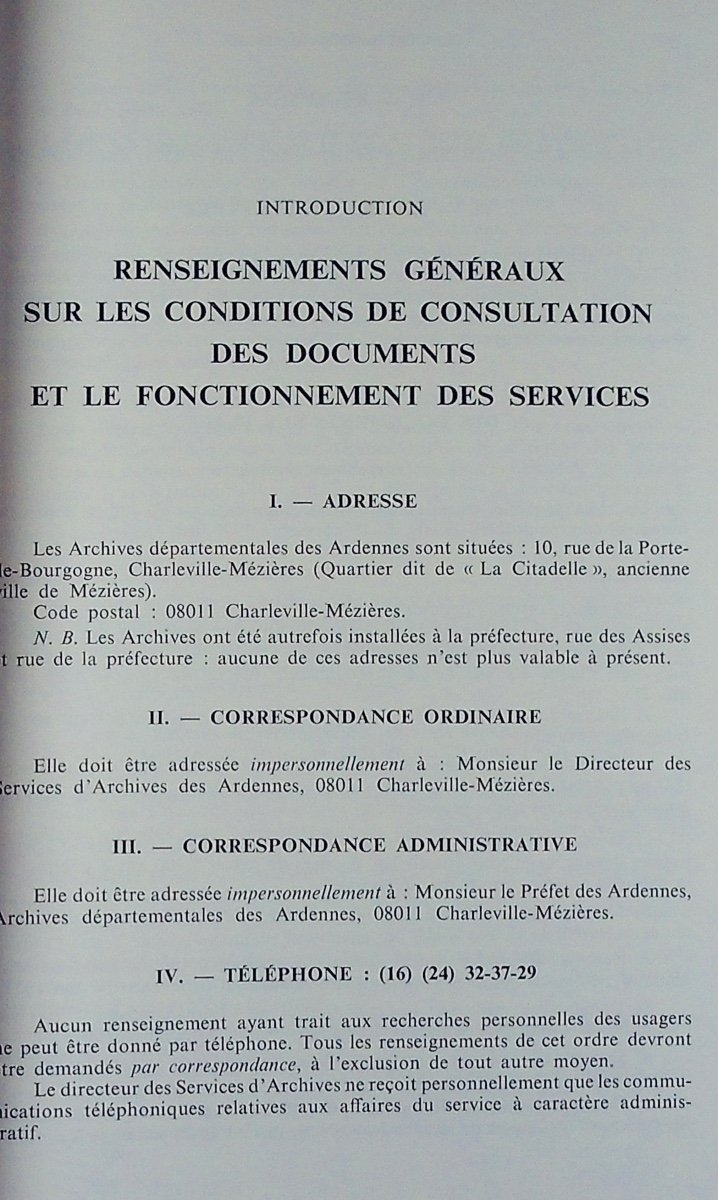 INTRODUCTION
RENSEIGNEMENTS GÉNÉRAUX
SUR LES CONDITIONS DE CONSULTATION
DES DOCUMENTS
ET LE FONCTIONNEMENT DES SERVICES
I. — ADRESSE
Les Archives départementales des Ardennes sont situées : 10, rue de la Porte-
le-Bourgogne, Charleville-Mézières (Quartier dit de « La Citadelle », ancienne
ville de Mézières).
Code postal : 08011 Charleville-Mézières.
N. B. Les Archives ont été autrefois installées à la préfecture, rue des Assises
t rue de la préfecture : aucune de ces adresses n'est plus valable à présent.
II. — CORRESPONDANCE ORDINAIRE
Elle doit être adressée impersonnellement à : Monsieur le Directeur des
Services d'Archives des Ardennes, 08011 Charleville-Mézières.
III. — CORRESPONDANCE ADMINISTRATIVE
Elle doit être adressée impersonnellement à : Monsieur le Préfet des Ardennes,
Archives départementales des Ardennes, 08011 Charleville-Mézières.
IV. — TÉLÉPHONE : (16) (24) 32-37-29
Aucun renseignement ayant trait aux recherches personnelles des usagers
ne peut être donné par téléphone. Tous les renseignements de cet ordre devront
tre demandés par correspondance, à l'exclusion de tout autre moyen.
Le directeur des Services d'Archives ne reçoit personnellement que les commu-
nications téléphoniques relatives aux affaires du service à caractère adminis-
ratif.